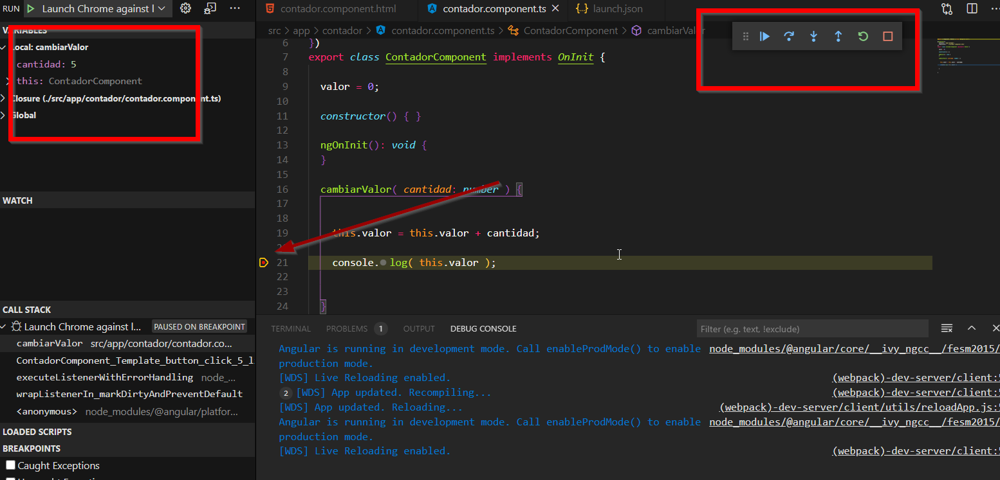 RUN Launch Chrome against l
contador.component.html contador.component.ts launch.json
VARIABLES
Local: cambiarValor
cantidad: 5
this: ContadorComponent
Closure (./src/app/contador/contador.component.ts)
Global
WATCH
CALL STACK
Launch Chrome against l... PAUSED ON BREAKPOINT
cambiarValor src/app/contador/contador.co...
ContadorComponent_Template_button_click_5_l
executeListenerWithErrorHandling node_...
wrapListenerIn_markDirtyAndPreventDefault
<anonymous> node_modules/@angular/platfor...
LOADED SCRIPTS
BREAKPOINTS
Caught Exceptions
src > app > contador > contador.component.ts > ContadorComponent > cambiarValor
6 })
7 export class ContadorComponent implements OnInit {
8
9 valor = 0;
10
11 constructor() { }
12
13 ngOnInit(): void {
14 }
15
16 cambiarValor( cantidad: number ) {
17
18
19 this.valor = this.valor + cantidad;
20
21 console.log( this.valor );
22
23
24 }
TERMINAL PROBLEMS 1 OUTPUT DEBUG CONSOLE Filter (e.g. text, !exclude)
Angular is running in development mode. Call enableProdMode() to enable node_modules/@angular/core/__ivy_ngcc__/fesm2015/
production mode.
[WDS] Live Reloading enabled. (webpack)-dev-server/client:5
2 [WDS] App updated. Recompiling... (webpack)-dev-server/client:5
[WDS] App updated. Reloading... (webpack)-dev-server/client/utils/reloadApp.js:5
Angular is running in development mode. Call enableProdMode() to enable node_modules/@angular/core/__ivy_ngcc__/fesm2015/
production mode.
[WDS] Live Reloading enabled. (webpack)-dev-server/client:5